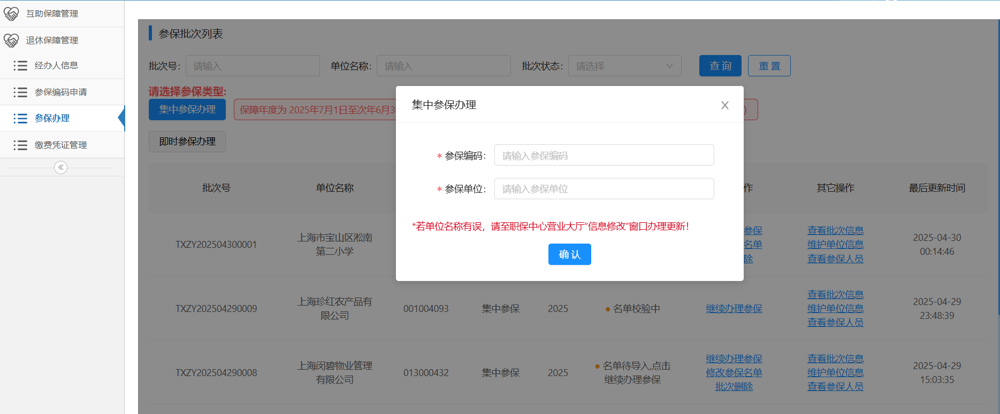 互助保障管理
退休保障管理
经办人信息
参保编码申请
参保办理
缴费凭证管理
参保批次列表
批次号: 请输入 单位名称: 请输入 批次状态: 请选择 查 询 重 置
请选择参保类型:
集中参保办理 保障年度为 2025年7月1日至次年6月3 )
即时参保办理
集中参保办理
* 参保编码: 请输入参保编码
* 参保单位: 请输入参保单位
*若单位名称有误，请至职保中心营业大厅“信息修改”窗口办理更新！
确 认
批次号 单位名称 作 其它操作 最后更新时间
TXZY202504300001 上海市宝山区淞南第二小学 参保 名单 除 查看批次信息 维护单位信息 查看参保人员 2025-04-30 00:14:46
TXZY202504290009 上海珍红农产品有限公司 001004093 集中参保 2025 名单校验中 继续办理参保 查看批次信息 维护单位信息 查看参保人员 2025-04-29 23:48:39
TXZY202504290008 上海闵碧物业管理有限公司 013000432 集中参保 2025 名单待导入,点击继续办理参保 继续办理参保 修改参保名单 批次删除 查看批次信息 维护单位信息 查看参保人员 2025-04-29 15:03:35